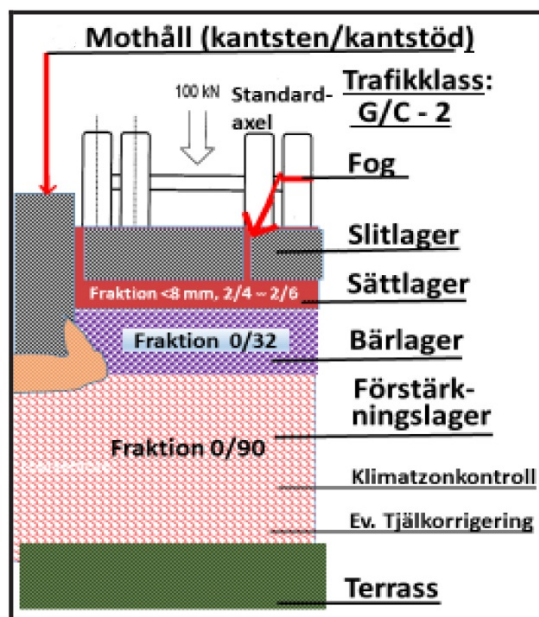 Mothåll (kantsten/kantstöd)
100 kN
Standard-
axel
Trafikklass:
G/C - 2
Fog
Slitlager
Fraktion <8 mm, 2/4 ~ 2/6
Sättlager
Fraktion 0/32
Bärlager
Förstärk-
ningslager
Fraktion 0/90
Klimatzonkontroll
Ev. Tjälkorrigering
Terrass